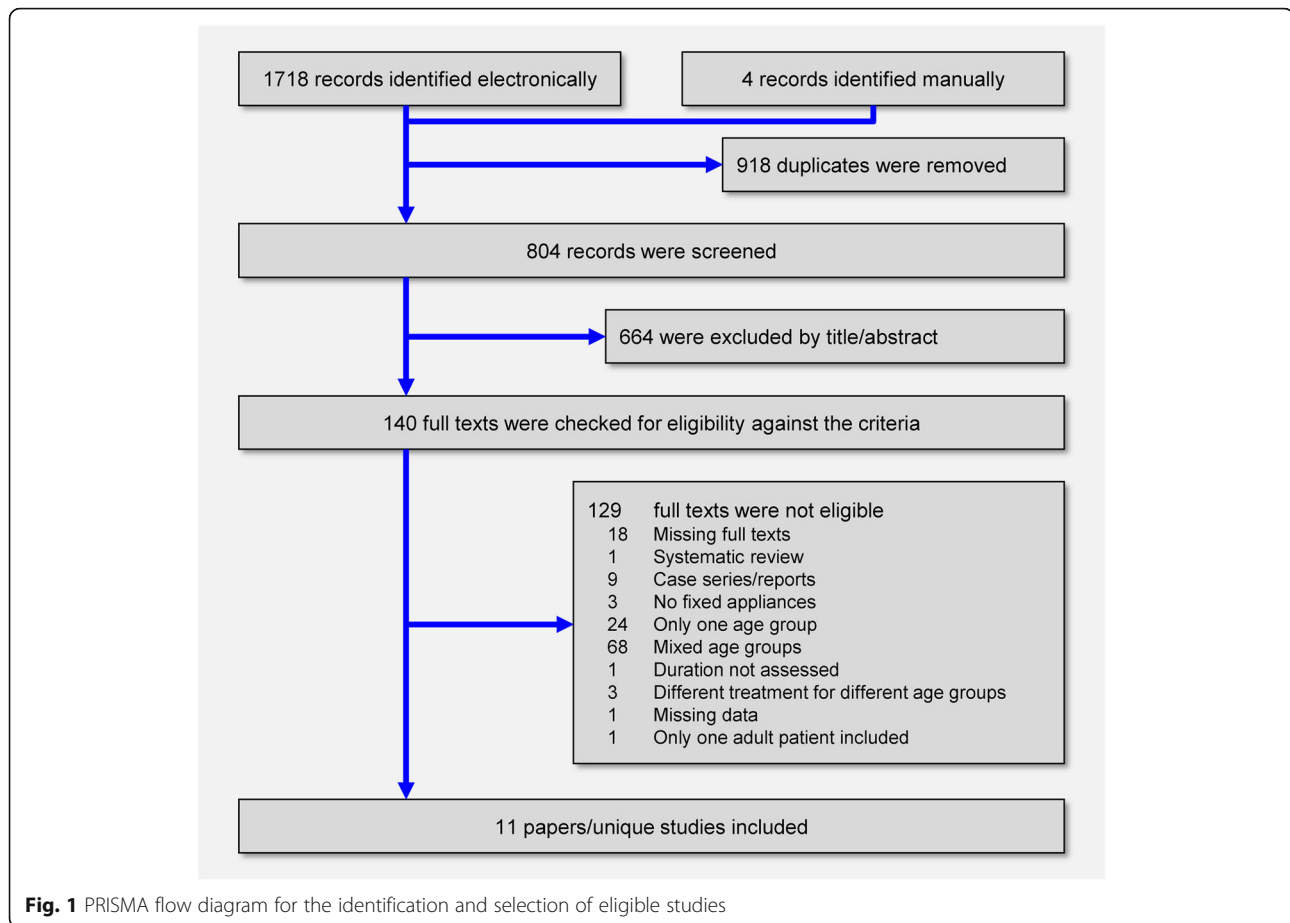 1718 records identified electronically
4 records identified manually
918 duplicates were removed
804 records were screened
664 were excluded by title/abstract
140 full texts were checked for eligibility against the criteria
129 full texts were not eligible
18 Missing full texts
1 Systematic review
9 Case series/reports
3 No fixed appliances
24 Only one age group
68 Mixed age groups
1 Duration not assessed
3 Different treatment for different age groups
1 Missing data
1 Only one adult patient included
11 papers/unique studies included
Fig. 1 PRISMA flow diagram for the identification and selection of eligible studies